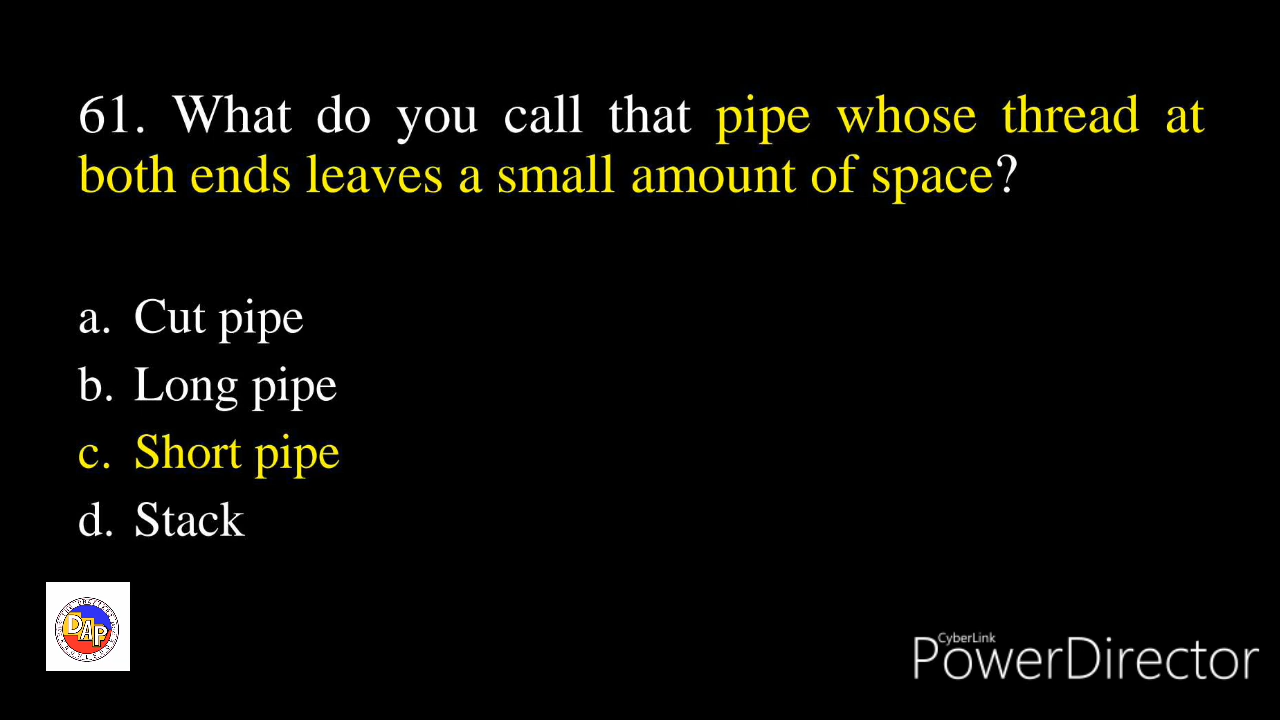 61. What do you call that pipe whose thread at
both ends leaves a small amount of space?
a. Cut pipe
b. Long pipe
c. Short pipe
d. Stack
DAP
CyberLink
PowerDirector